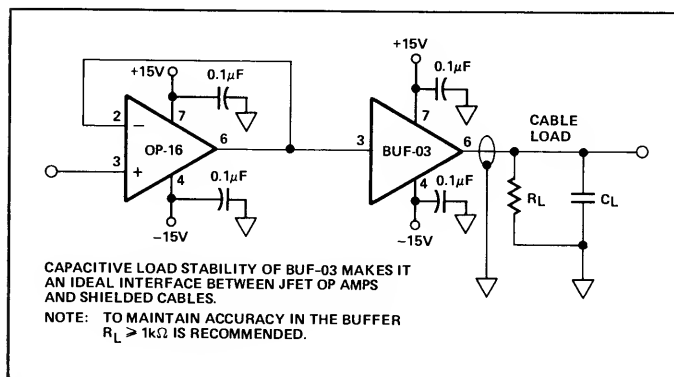 +15V
0.1μF
7
2
−
OP-16
6
3
+
4
0.1μF
−15V
+15V
0.1μF
7
3
BUF-03
6
4
0.1μF
−15V
CABLE
LOAD
RL
CL
CAPACITIVE LOAD STABILITY OF BUF-03 MAKES IT
AN IDEAL INTERFACE BETWEEN JFET OP AMPS
AND SHIELDED CABLES.
NOTE: TO MAINTAIN ACCURACY IN THE BUFFER
RL ⩾ 1kΩ IS RECOMMENDED.